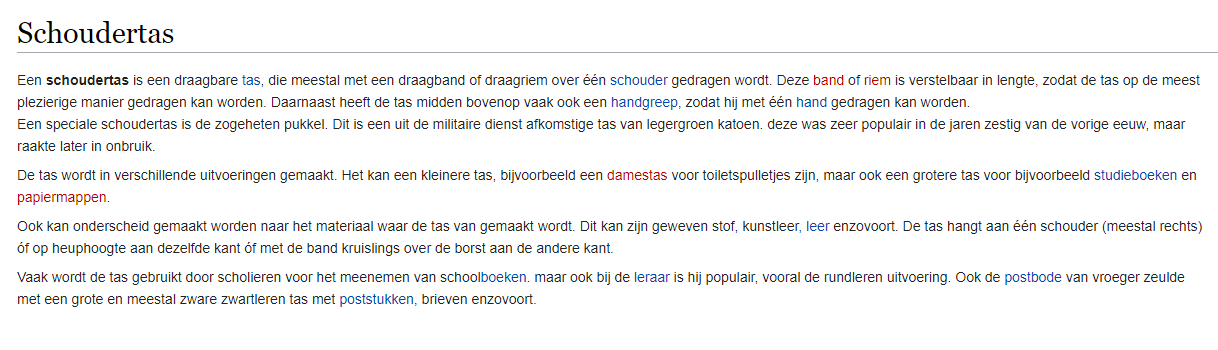 Schoudertas
Een schoudertas is een draagbare tas, die meestal met een draagband of draagriem over één schouder gedragen wordt. Deze band of riem is verstelbaar in lengte, zodat de tas op de meest
plezierige manier gedragen kan worden. Daarnaast heeft de tas midden bovenop vaak ook een handgreep, zodat hij met één hand gedragen kan worden.
Een speciale schoudertas is de zogeheten pukkel. Dit is een uit de militaire dienst afkomstige tas van legergroen katoen. deze was zeer populair in de jaren zestig van de vorige eeuw, maar
raakte later in onbruik.
De tas wordt in verschillende uitvoeringen gemaakt. Het kan een kleinere tas, bijvoorbeeld een damestas voor toiletspulletjes zijn, maar ook een grotere tas voor bijvoorbeeld studieboeken en
papiermappen.
Ook kan onderscheid gemaakt worden naar het materiaal waar de tas van gemaakt wordt. Dit kan zijn geweven stof, kunstleer, leer enzovoort. De tas hangt aan één schouder (meestal rechts)
óf op heuphoogte aan dezelfde kant óf met de band kruislings over de borst aan de andere kant.
Vaak wordt de tas gebruikt door scholieren voor het meenemen van schoolboeken. maar ook bij de leraar is hij populair, vooral de rundleren uitvoering. Ook de postbode van vroeger zeulde
met een grote en meestal zware zwartleren tas met poststukken, brieven enzovoort.